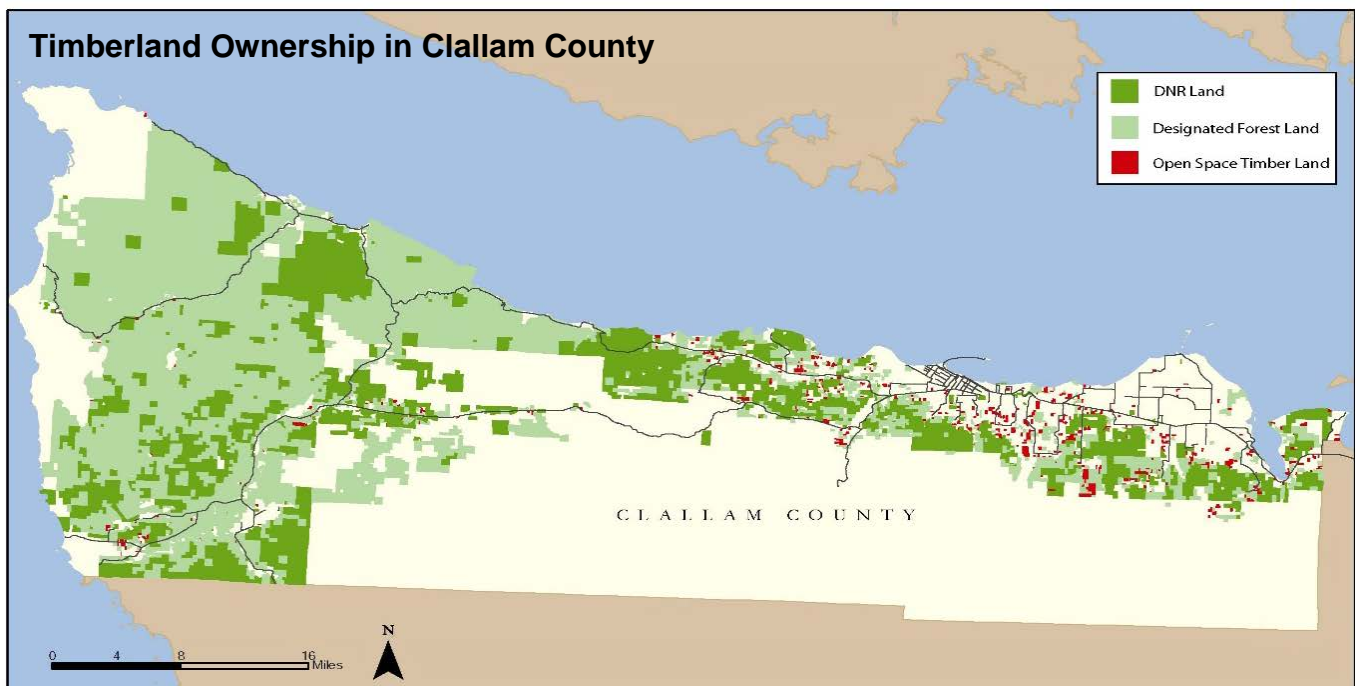 Timberland Ownership in Clallam County
DNR Land
Designated Forest Land
Open Space Timber Land
CLALLAM COUNTY
N
0 4 8 16
Miles